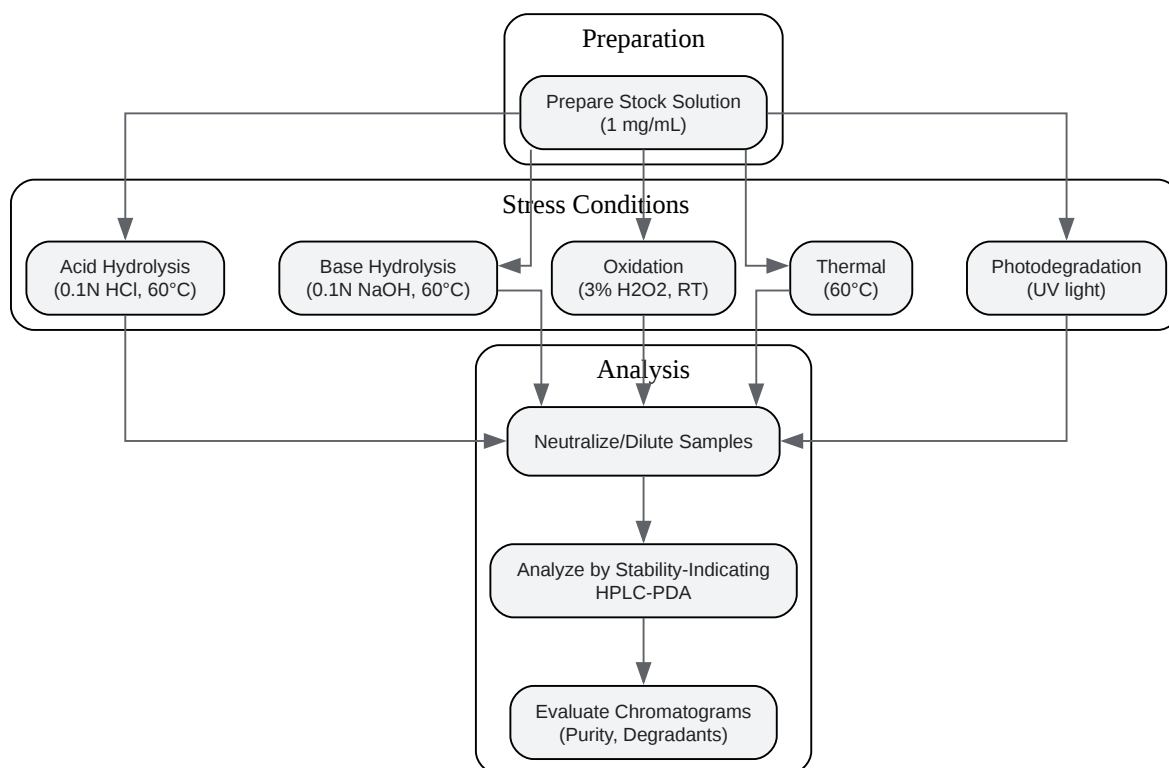 Preparation
Prepare Stock Solution
(1 mg/mL)
Stress Conditions
Acid Hydrolysis
(0.1N HCl, 60°C)
Base Hydrolysis
(0.1N NaOH, 60°C)
Oxidation
(3% H2O2, RT)
Thermal
(60°C)
Photodegradation
(UV light)
Analysis
Neutralize/Dilute Samples
Analyze by Stability-Indicating
HPLC-PDA
Evaluate Chromatograms
(Purity, Degradants)